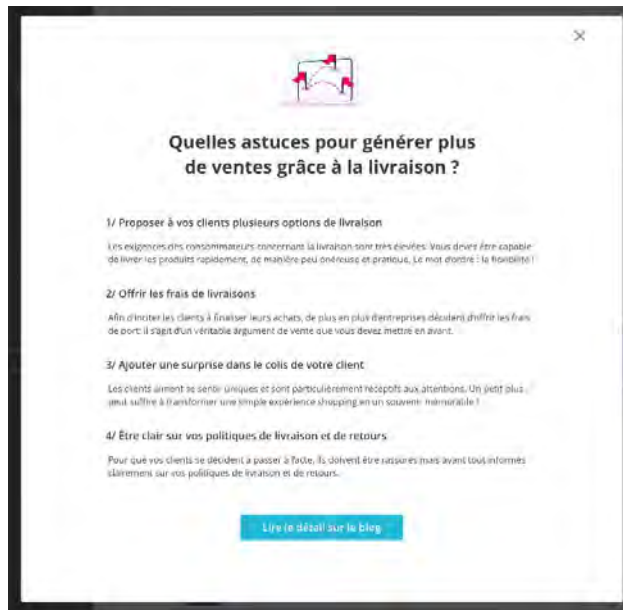 Quelles astuces pour générer plus
de ventes grâce à la livraison ?
1/ Proposer à vos clients plusieurs options de livraison
Les exigences des consommateurs concernant la livraison sont très élevées. Vous devez être capable
de livrer les produits rapidement, de manière peu onéreuse et pratique. Le mot d'ordre : la flexibilité !
2/ Offrir les frais de livraisons
Afin d'inciter les clients à finaliser leurs achats, de plus en plus d'entreprises décident d'offrir les frais
de port: il s'agit d'un véritable argument de vente que vous devez mettre en avant.
3/ Ajouter une surprise dans le colis de votre client
Les clients aiment se sentir uniques et sont particulièrement réceptifs aux attentions. Un petit plus
peut suffire à transformer une simple expérience shopping en un souvenir mémorable !
4/ Être clair sur vos politiques de livraison et de retours
Pour que vos clients se décident à passer à l'acte, ils doivent être rassurés mais avant tout informés
clairement sur vos politiques de livraison et de retours.
Lire le détail sur le blog